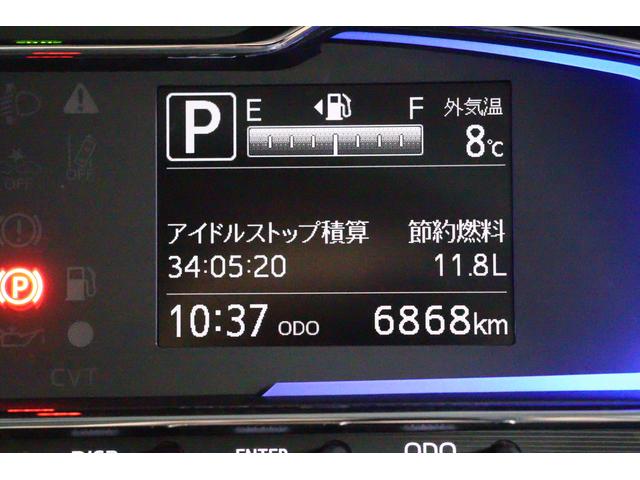 P E F 外気温
8℃
アイドルストップ積算 節約燃料
34:05:20 11.8L
10:37 ODO 6868km
OFF OFF
P
CVT
DISP ENTER ODO